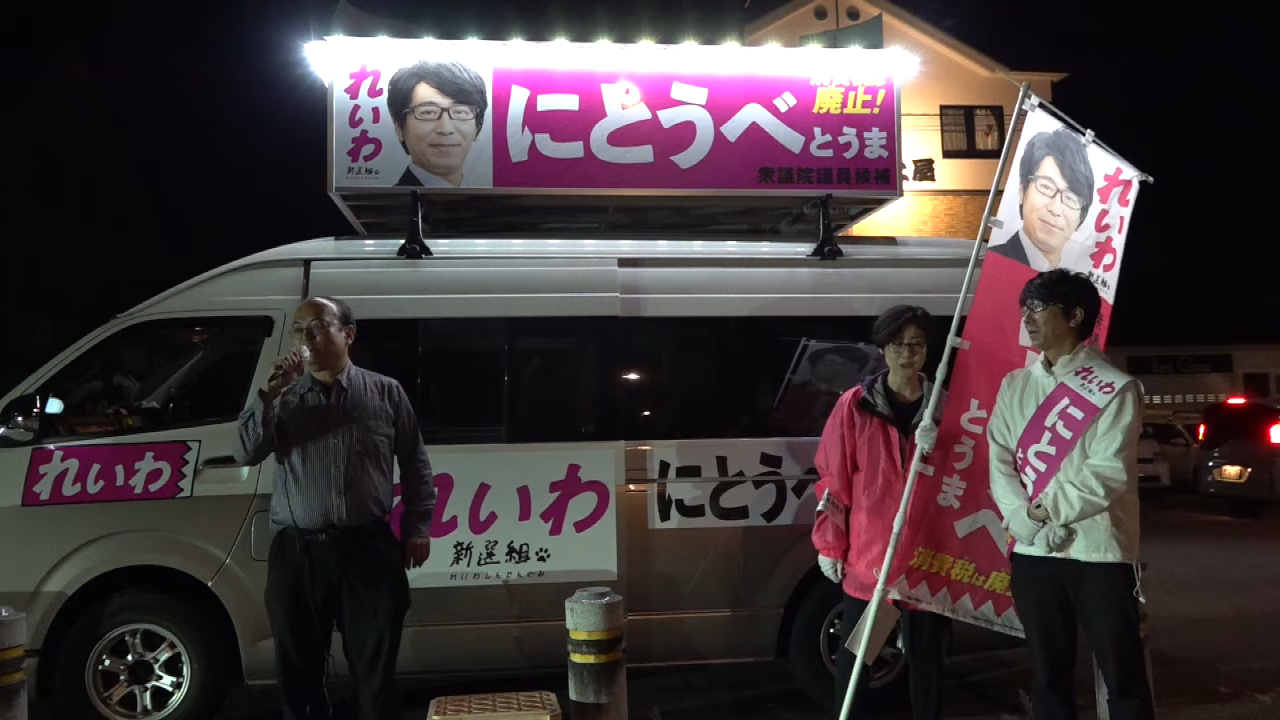 れいわ
新選組
にとうべ
とうま
廃止!
衆議院議員候補
屋
れいわ
れいわ
れいわ
新選組
れいわしんせんぐみ
にとうべ
とうま
消費税は廃
れいわ
にとう